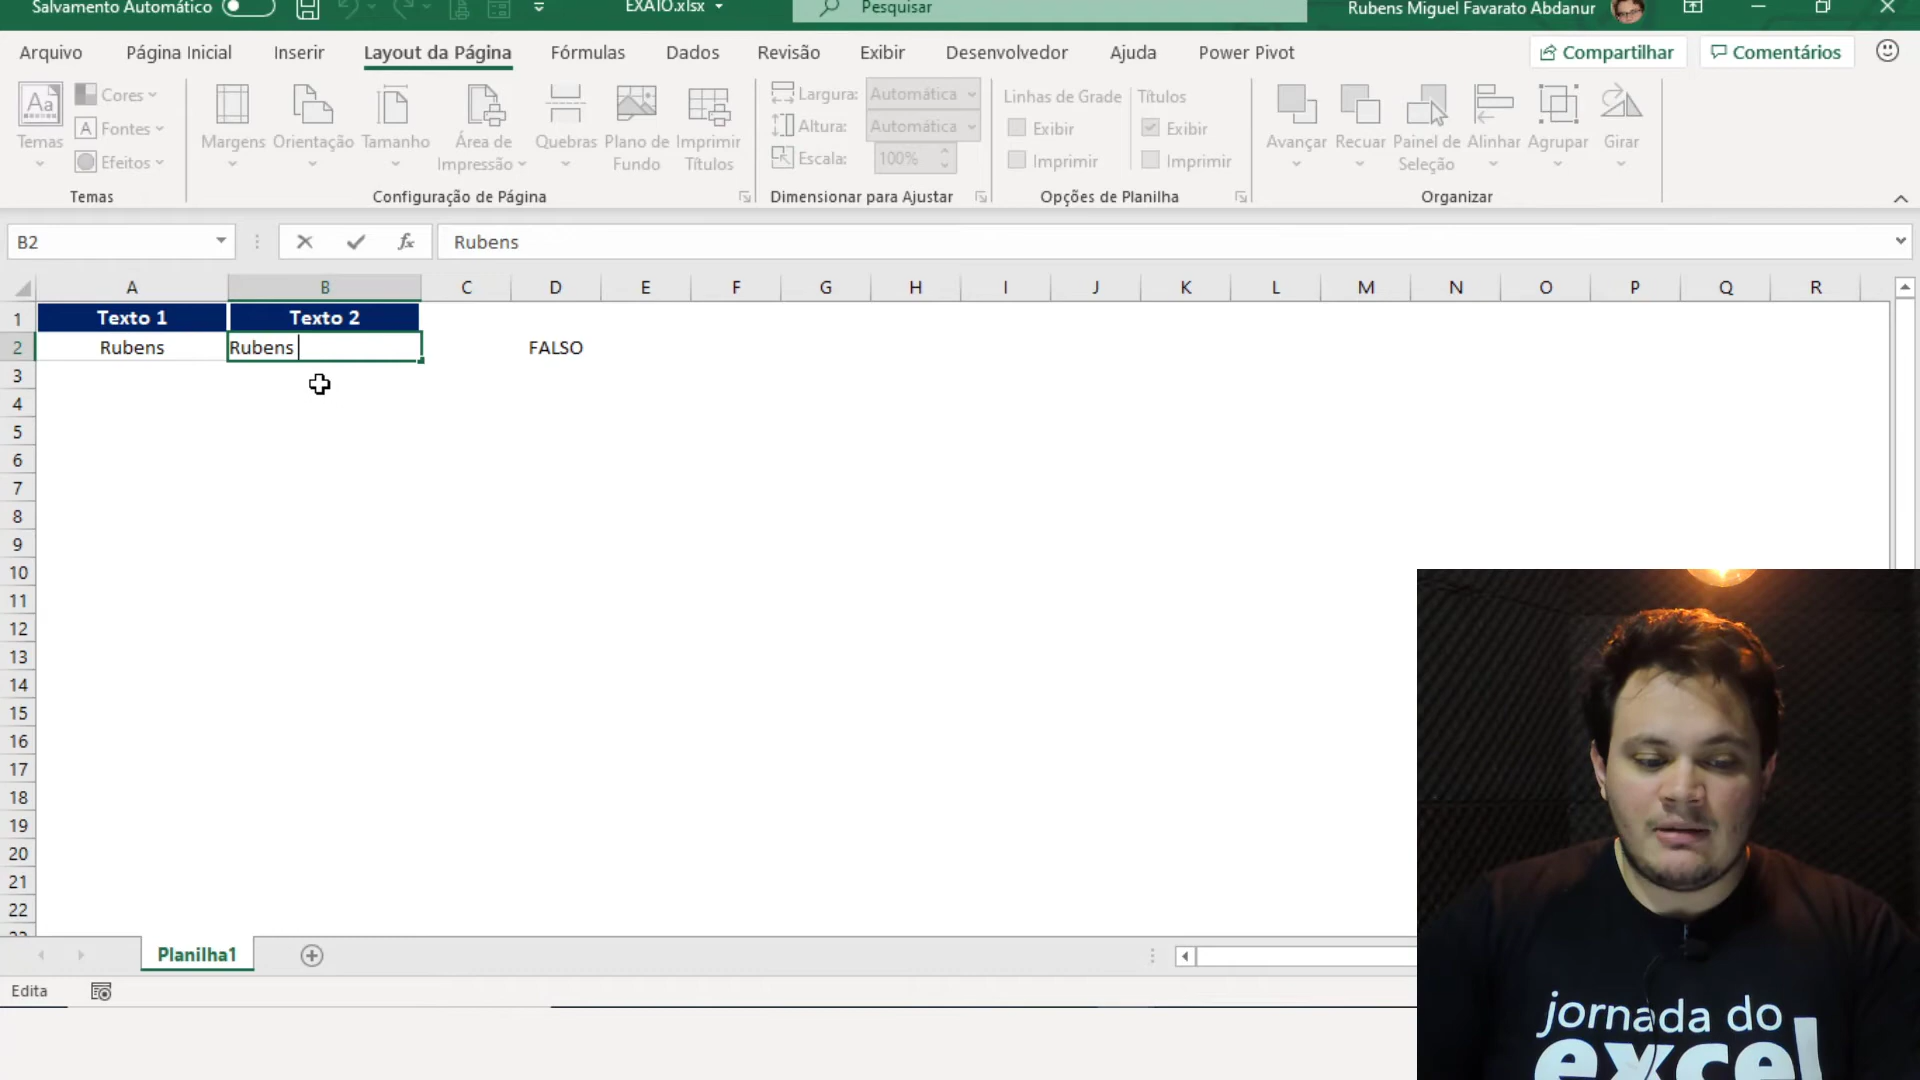 Salvamento Automático
EXATO.xlsx
Pesquisar
Rubens Miguel Favarato Abdanur
Arquivo Página Inicial Inserir Layout da Página Fórmulas Dados Revisão Exibir Desenvolvedor Ajuda Power Pivot Compartilhar Comentários
Aa
Temas
Cores
A Fontes
Efeitos
Temas
Margens
Orientação
Tamanho
Área de
Impressão
Quebras
Plano de
Fundo
Imprimir
Títulos
Configuração de Página
Largura: Automática
Altura: Automática
Escala: 100%
Dimensionar para Ajustar
Linhas de Grade
Exibir
Imprimir
Títulos
Exibir
Imprimir
Opções de Planilha
Avançar
Recuar
Painel de
Seleção
Alinhar
Agrupar
Girar
Organizar
B2 fx Rubens
A B C D E F G H I J K L M N O P Q R
1 Texto 1 Texto 2
2 Rubens Rubens FALSO
3
4
5
6
7
8
9
10
11
12
13
14
15
16
17
18
19
20
21
22
Planilha1
Edita
jornada do
excel